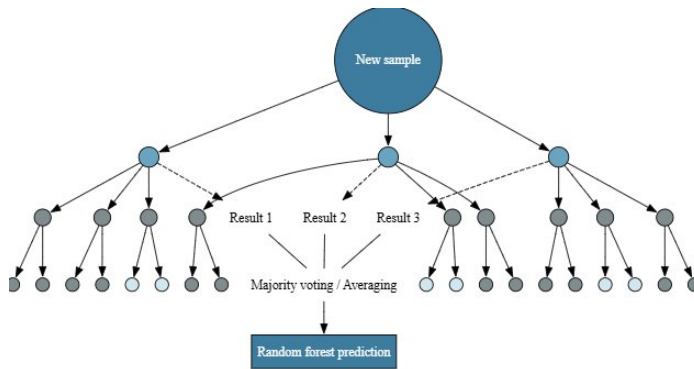 New sample
Result 1
Result 2
Result 3
Majority voting / Averaging
Random forest prediction